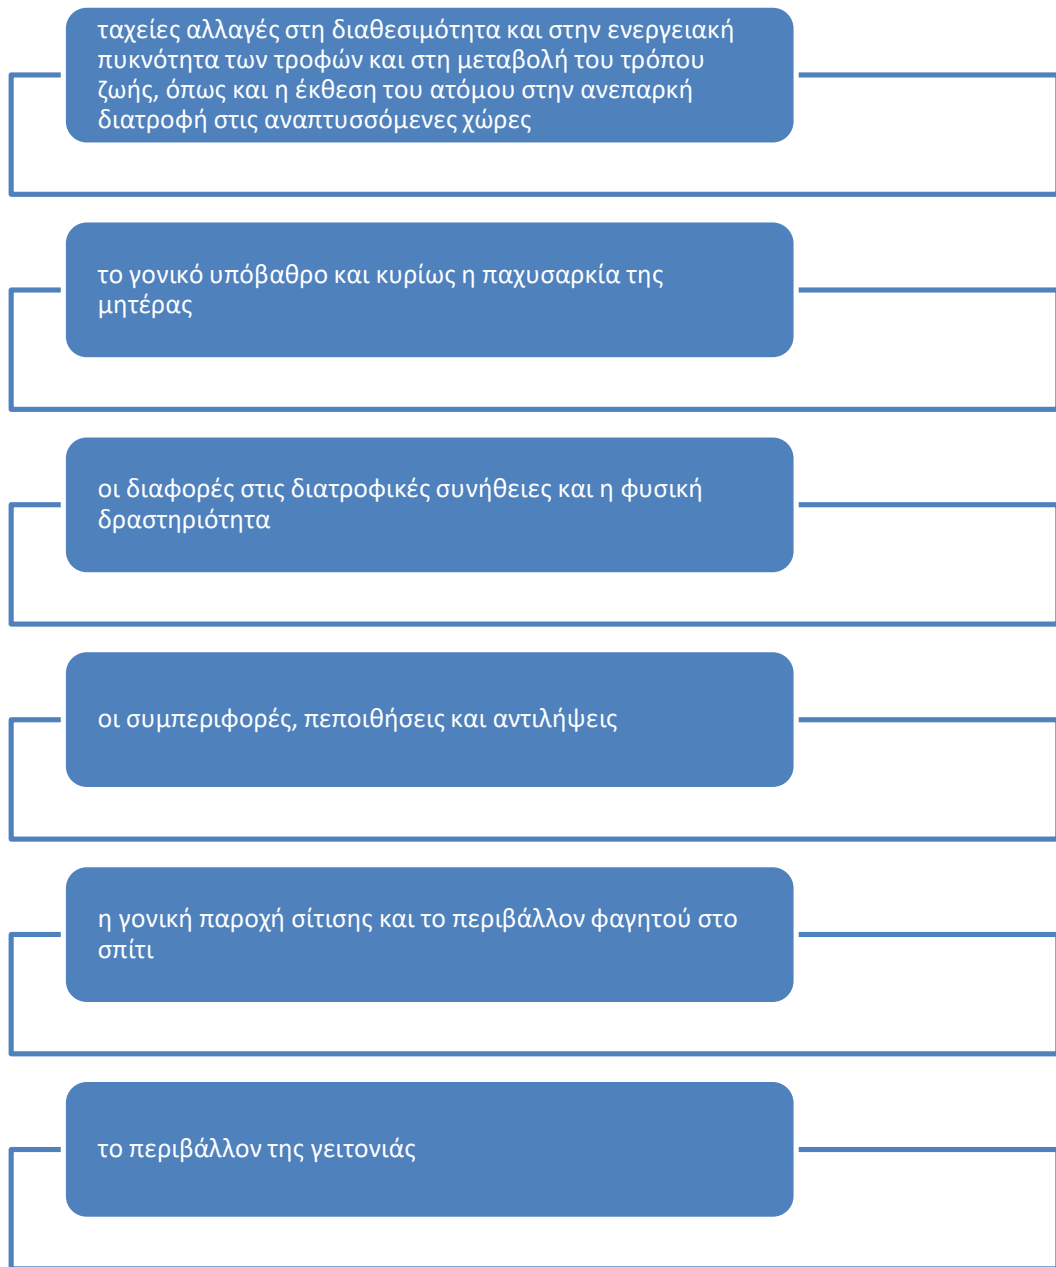 ταχείες αλλαγές στη διαθεσιμότητα και στην ενεργειακή
πυκνότητα των τροφών και στη μεταβολή του τρόπου
ζωής, όπως και η έκθεση του ατόμου στην ανεπαρκή
διατροφή στις αναπτυσσόμενες χώρες
το γονικό υπόβαθρο και κυρίως η παχυσαρκία της
μητέρας
οι διαφορές στις διατροφικές συνήθειες και η φυσική
δραστηριότητα
οι συμπεριφορές, πεποιθήσεις και αντιλήψεις
η γονική παροχή σίτισης και το περιβάλλον φαγητού στο
σπίτι
το περιβάλλον της γειτονιάς